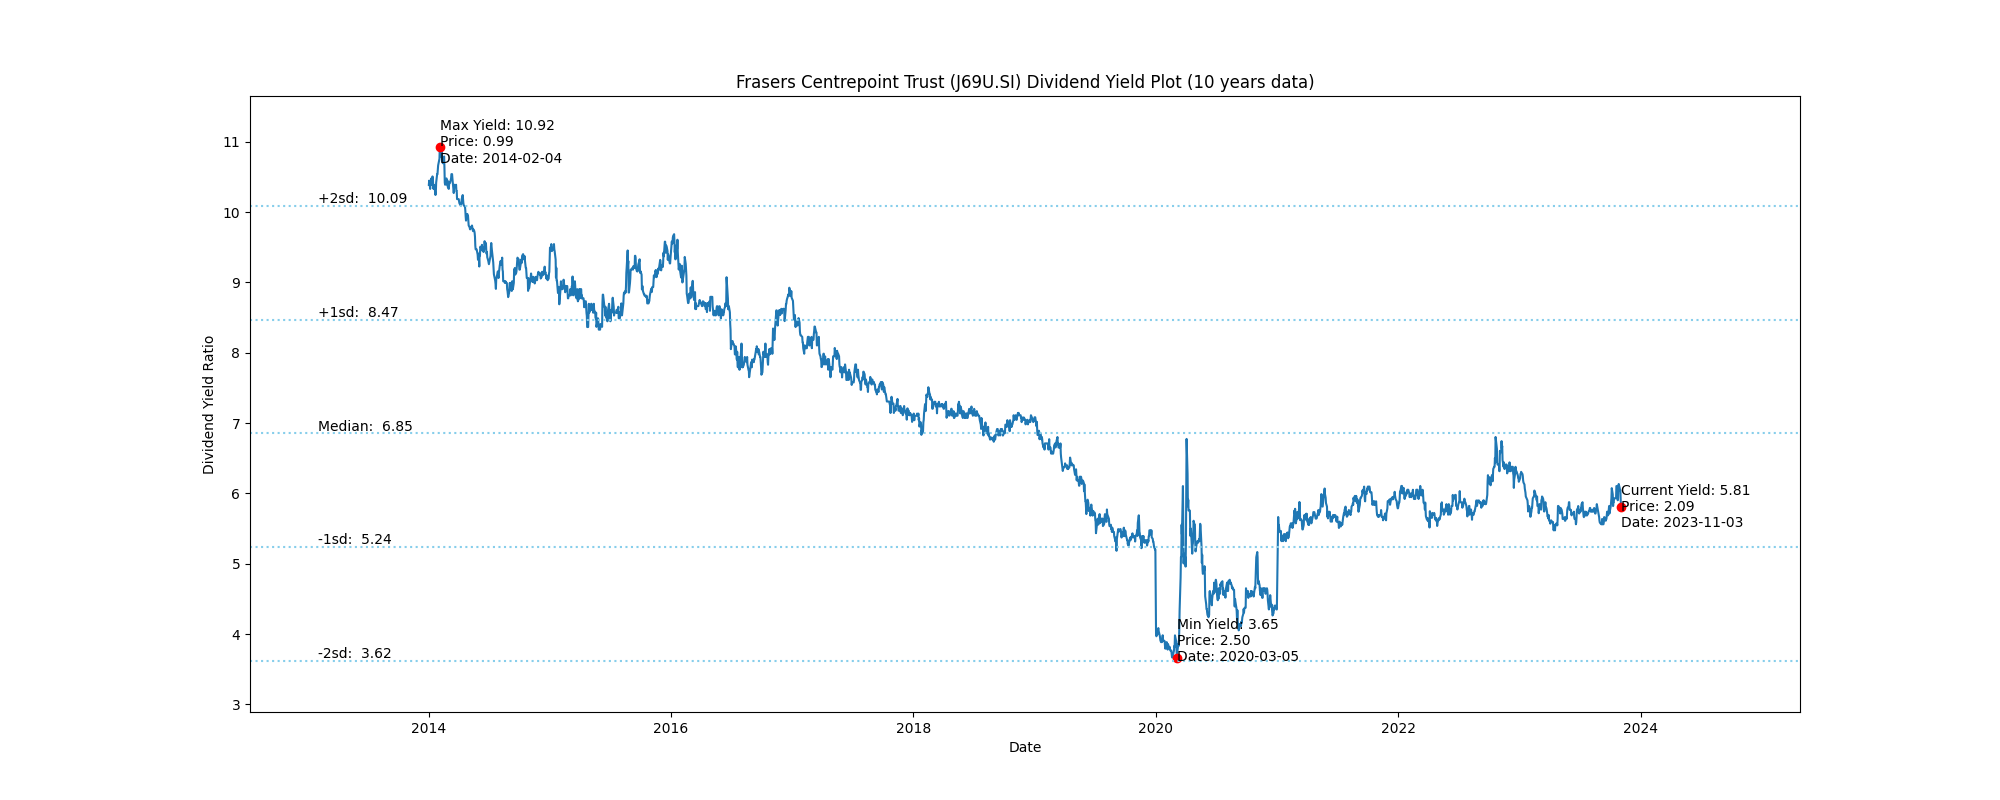 Frasers Centrepoint Trust (J69U.SI) Dividend Yield Plot (10 years data)
Max Yield: 10.92
Price: 0.99
Date: 2014-02-04
+2sd:  10.09
+1sd:  8.47
Median:  6.85
-1sd:  5.24
-2sd:  3.62
Current Yield: 5.81
Price: 2.09
Date: 2023-11-03
Min Yield: 3.65
Price: 2.50
Date: 2020-03-05
Dividend Yield Ratio
11
10
9
8
7
6
5
4
3
2014
2016
2018
2020
2022
2024
Date